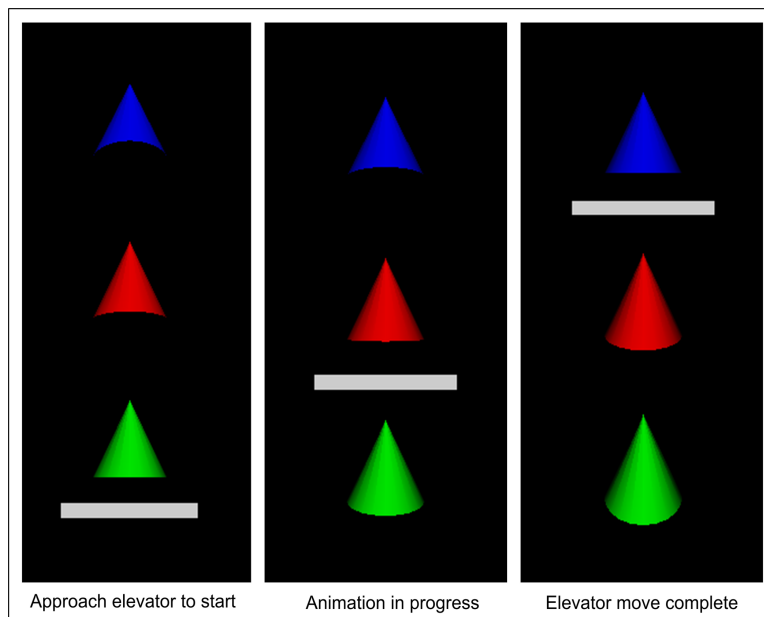 Approach elevator to start
Animation in progress
Elevator move complete